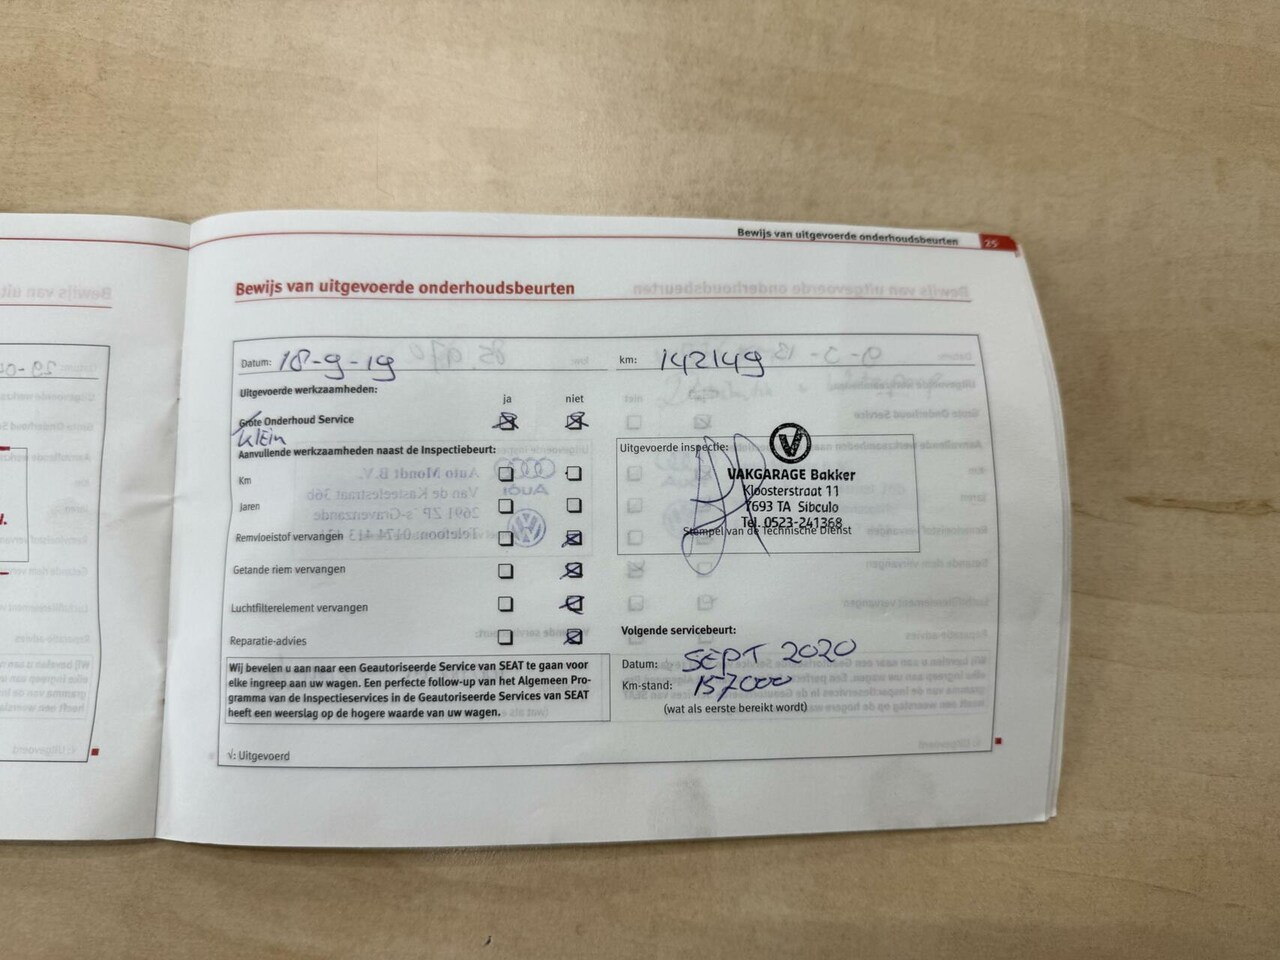 Bewijs van uitgevoerde onderhoudsbeurten 25
Bewijs van uitgevoerde onderhoudsbeurten
Datum: 18-9-19 km: 142149
Uitgevoerde werkzaamheden:
ja niet
Grote Onderhoud Service
Klein
Aanvullende werkzaamheden naast de Inspectiebeurt:
Km
Jaren
Remvloeistof vervangen
Getande riem vervangen
Luchtfilterelement vervangen
Reparatie-advies
Wij bevelen u aan naar een Geautoriseerde Service van SEAT te gaan voor
elke ingreep aan uw wagen. Een perfecte follow-up van het Algemeen Pro-
gramma van de Inspectieservices in de Geautoriseerde Services van SEAT
heeft een weerslag op de hogere waarde van uw wagen.
√: Uitgevoerd
Uitgevoerde inspectie:
V
VAKGARAGE Bakker
Kloosterstraat 11
7693 TA Sibculo
Tel. 0523-241368
Stempel van de Technische Dienst
Volgende servicebeurt:
Datum: SEPT 2020
Km-stand: 157000
(wat als eerste bereikt wordt)